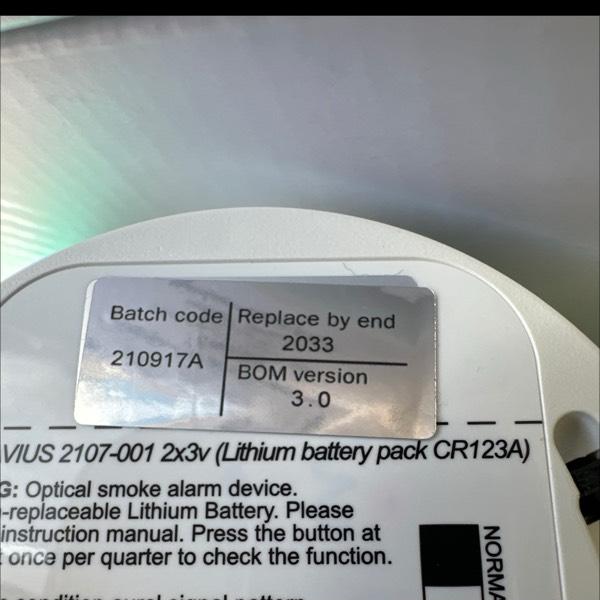 Batch code
210917A
Replace by end
2033
BOM version
3.0
VIUS 2107-001 2x3v (Lithium battery pack CR123A)
G: Optical smoke alarm device.
-replaceable Lithium Battery. Please
instruction manual. Press the button at
once per quarter to check the function.
NORMA